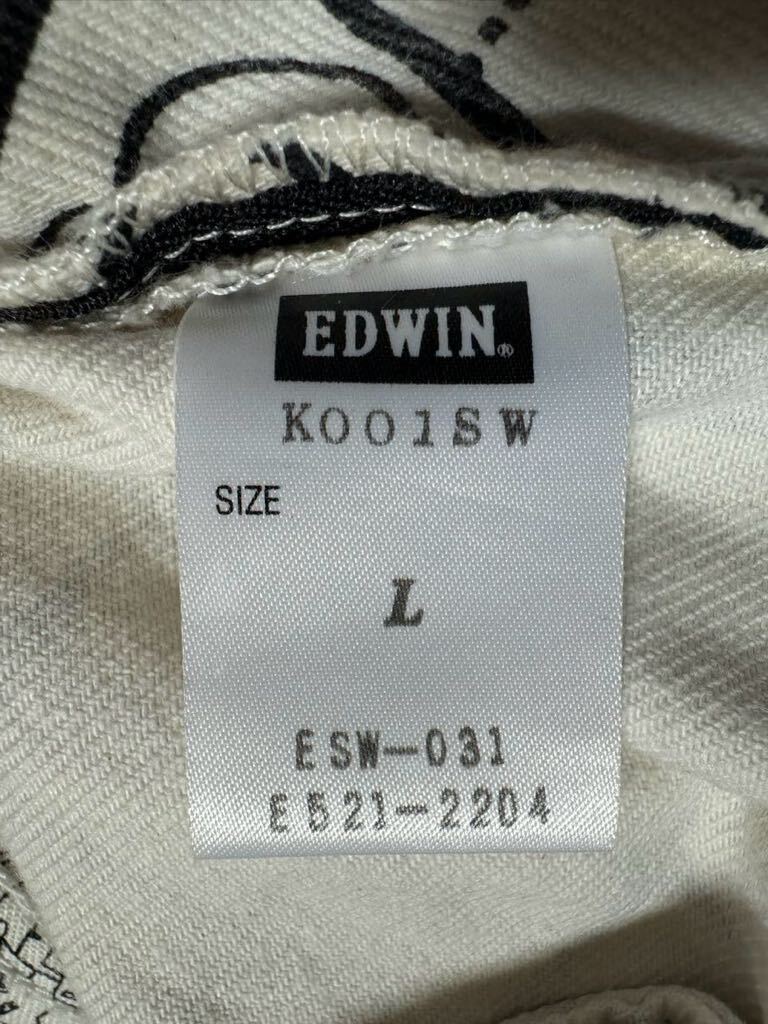 EDWIN®
K001SW
SIZE
L
ESW-031
E521-2204